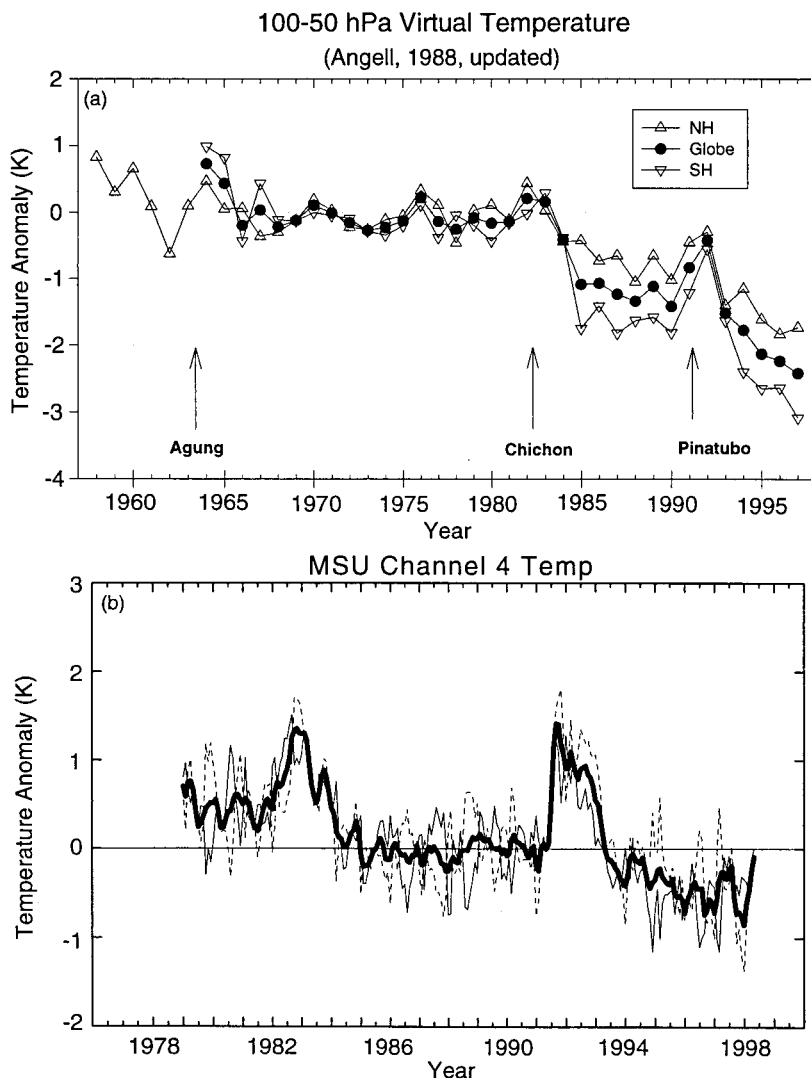 100-50 hPa Virtual Temperature
(Angell, 1988, updated)
(a)
Temperature Anomaly (K)
2
1
0
-1
-2
-3
-4
NH
Globe
SH
Agung
Chichon
Pinatubo
1960 1965 1970 1975 1980 1985 1990 1995
Year
MSU Channel 4 Temp
(b)
Temperature Anomaly (K)
3
2
1
0
-1
-2
1978 1982 1986 1990 1994 1998
Year